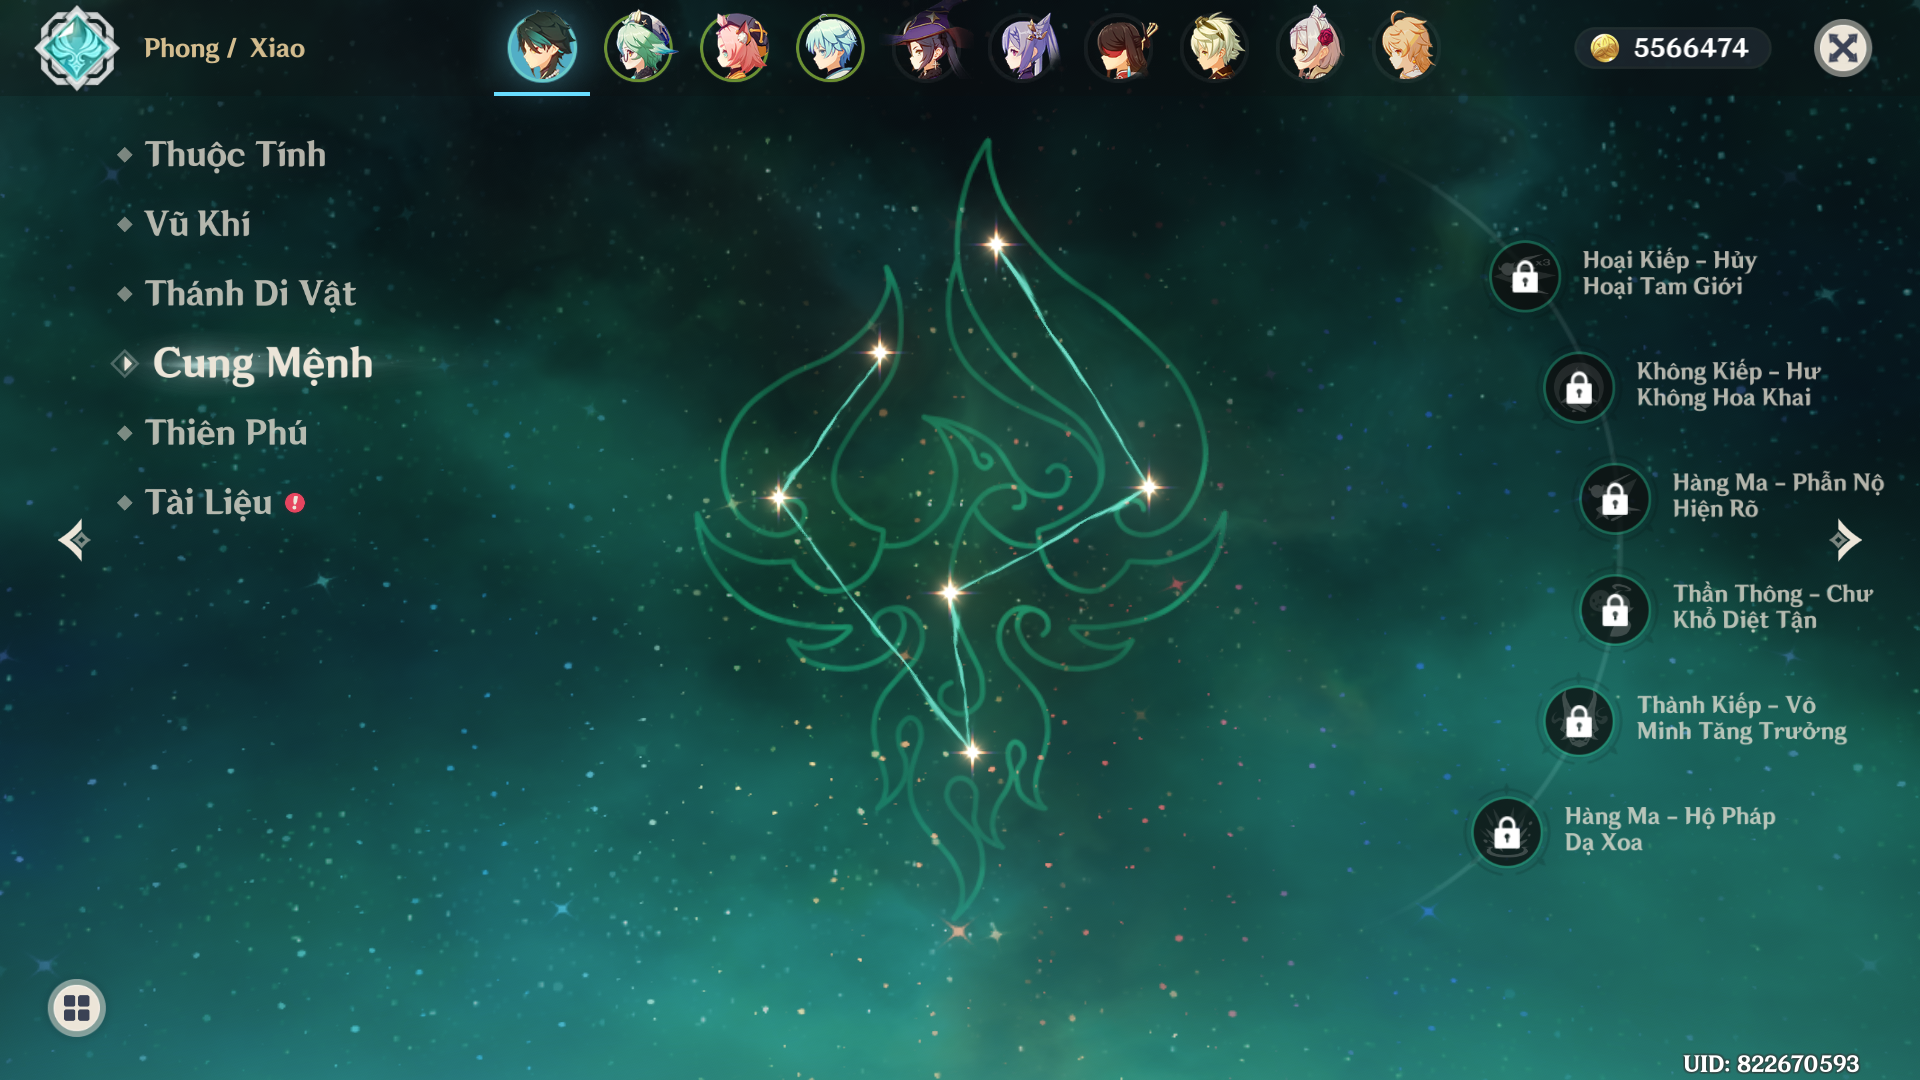 Phong / Xiao
5566474
Thuộc Tính
Vũ Khí
Thánh Di Vật
Cung Mệnh
Thiên Phú
Tài Liệu
x3
Hoại Kiếp - Hủy
Hoại Tam Giới
Không Kiếp - Hư
Không Hoa Khai
Hàng Ma - Phẫn Nộ
Hiện Rõ
Thần Thông - Chư
Khổ Diệt Tận
Thành Kiếp - Vô
Minh Tăng Trưởng
Hàng Ma - Hộ Pháp
Dạ Xoa
UID: 822670593